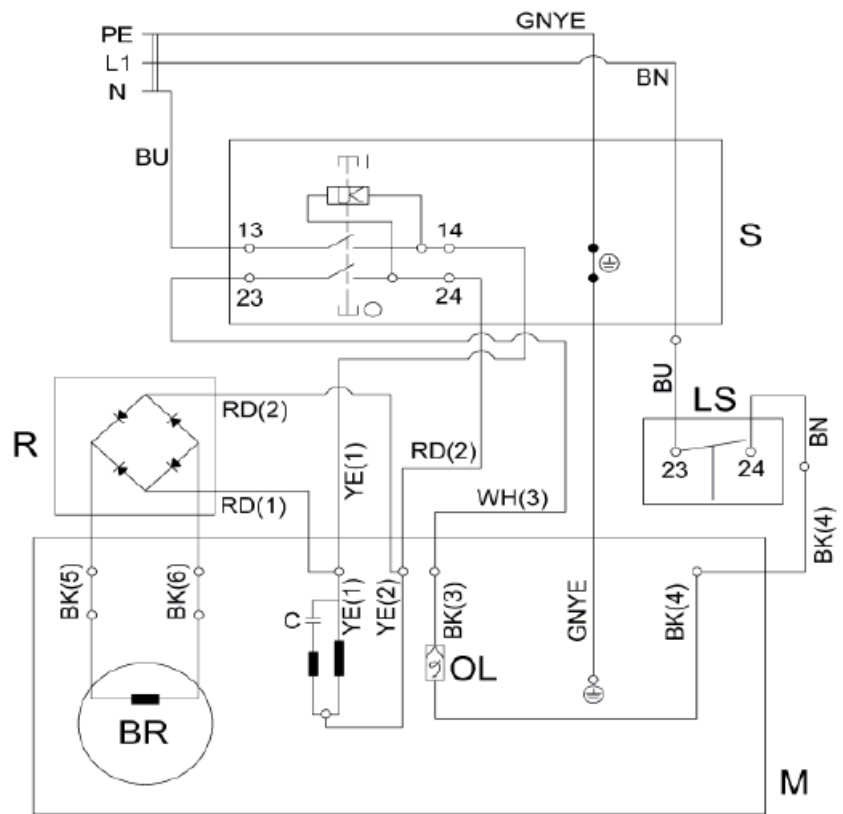 PE
GNYE
L1
BN
N
BU
I
S
13
14
23
24
O
BU
LS
BN
R
RD(2)
YE(1)
RD(2)
23
24
RD(1)
WH(3)
BK(4)
BK(5)
BK(6)
C
YE(1)
YE(2)
BK(3)
OL
GNYE
BK(4)
BR
M